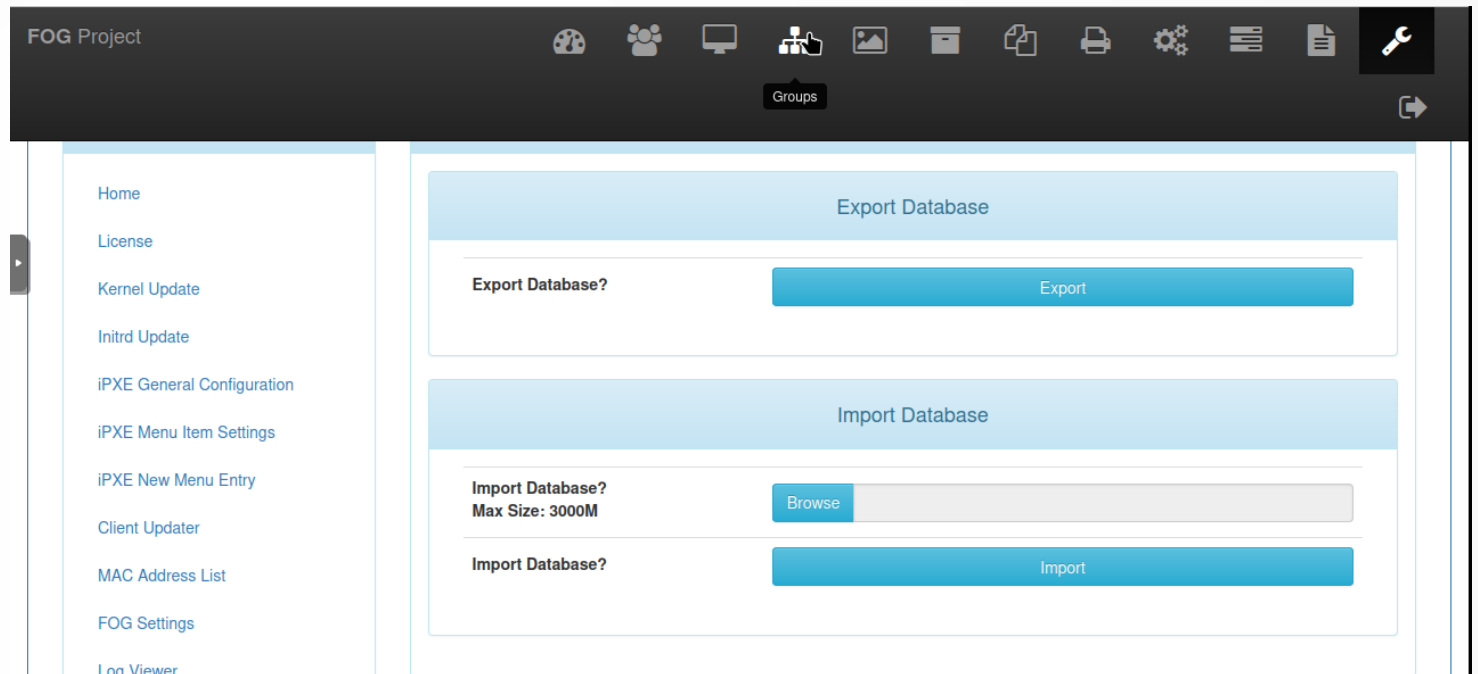 FOG Project
Groups
Home
License
Kernel Update
Initrd Update
iPXE General Configuration
iPXE Menu Item Settings
iPXE New Menu Entry
Client Updater
MAC Address List
FOG Settings
Log Viewer
Export Database
Export Database?
Export
Import Database
Import Database?
Max Size: 3000M
Browse
Import Database?
Import